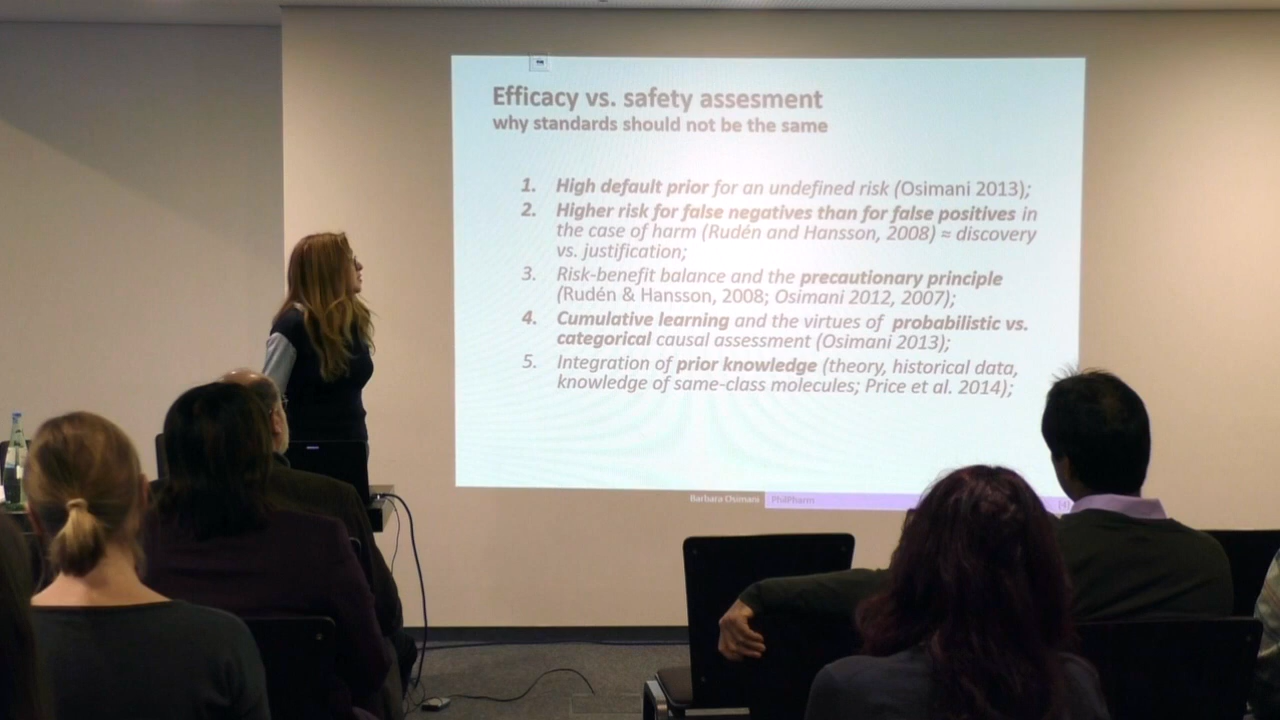 Efficacy vs. safety assesment
why standards should not be the same
1. High default prior for an undefined risk (Osimani 2013);
2. Higher risk for false negatives than for false positives in
the case of harm (Rudén and Hansson, 2008) ≈ discovery
vs. justification;
3. Risk-benefit balance and the precautionary principle
(Rudén & Hansson, 2008; Osimani 2012, 2007);
4. Cumulative learning and the virtues of probabilistic vs.
categorical causal assessment (Osimani 2013);
5. Integration of prior knowledge (theory, historical data,
knowledge of same-class molecules; Price et al. 2014);
Barbara Osimani PhilPharm